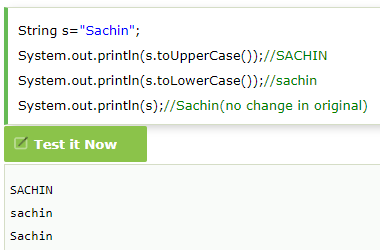 String s="Sachin";
System.out.println(s.toUpperCase());//SACHIN
System.out.println(s.toLowerCase());//sachin
System.out.println(s);//Sachin(no change in original)
Test it Now
SACHIN
sachin
Sachin